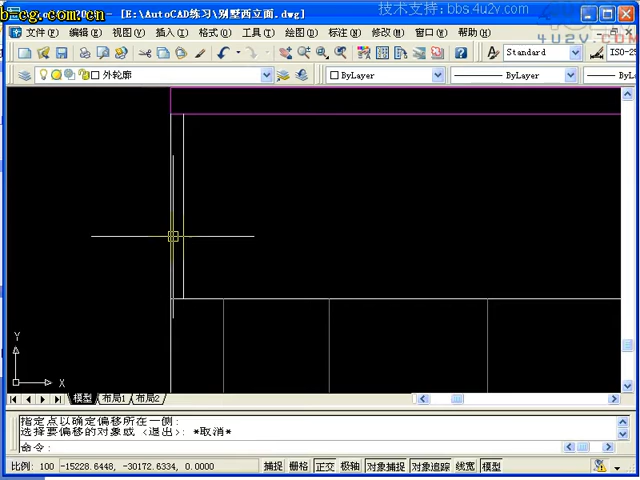 b-cg.com.cn - [E:\AutoCAD练习\别墅西立面.dwg]
技术支持: bbs.4u2v.com
文件(F) 编辑(E) 视图(V) 插入(I) 格式(O) 工具(T) 绘图(D) 标注(N) 修改(M) 窗口(W) 帮助(H)
4U2V.COM
Standard ISO-25
外轮廓 ByLayer ByLayer
Y
X
模型 布局1 布局2
指定点以确定偏移所在一侧:
选择要偏移的对象或 <退出>: *取消*
命令:
比例: 100 -15228.6448, -30172.6334, 0.0000 捕捉 栅格 正交 极轴 对象捕捉 对象追踪 线宽 模型